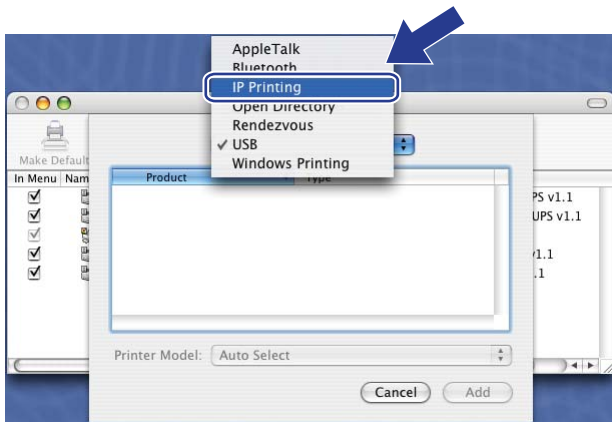 AppleTalk
Bluetooth
IP Printing
Open Directory
Rendezvous
✓ USB
Windows Printing
Make Default
In Menu Nam
Product Type
PS v1.1
UPS v1.1
v1.1
.1
Printer Model: Auto Select
Cancel Add